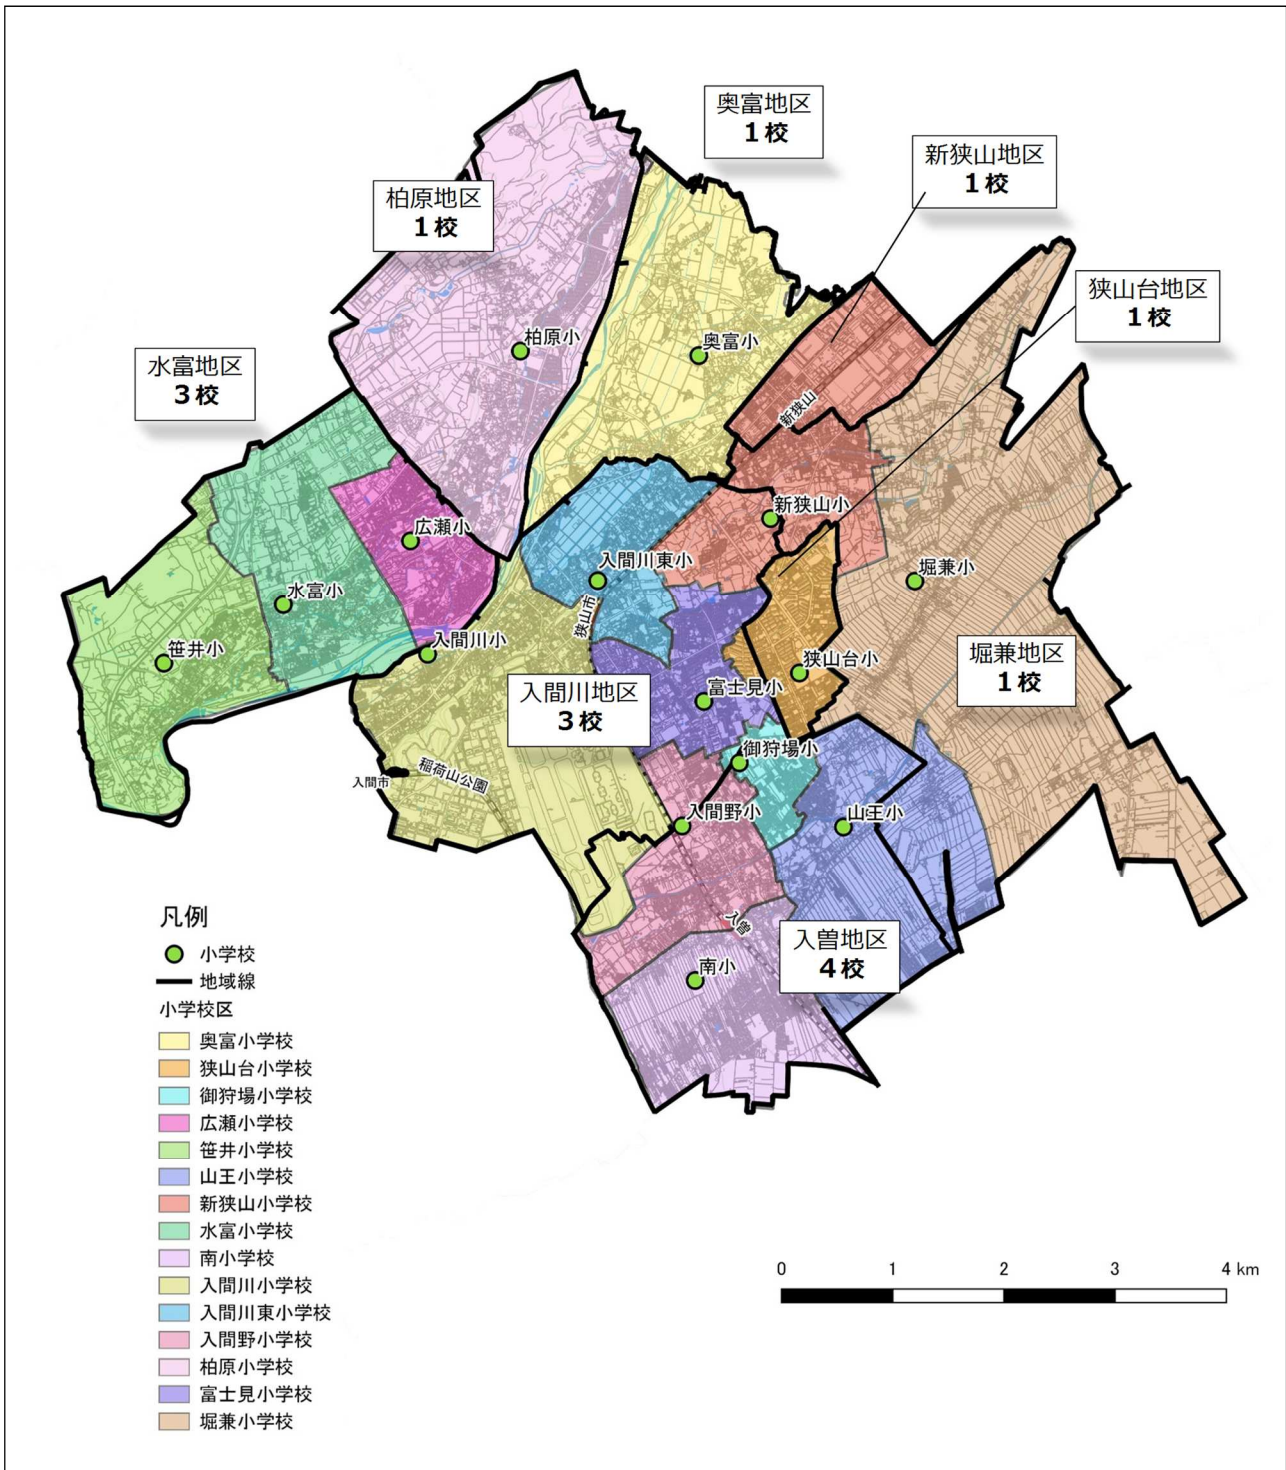 奥富地区
1校
新狭山地区
1校
柏原地区
1校
狭山台地区
1校
水富地区
3校
柏原小
奥富小
新狭山
新狭山小
広瀬小
入間川東小
堀兼小
水富小
狭山市
入間川小
笹井小
狭山台小
堀兼地区
1校
富士見小
入間川地区
3校
御狩場小
稲荷山公園
入間市
入間野小
山王小
入曽
入曽地区
4校
南小
凡例
小学校
地域線
小学校区
奥富小学校
狭山台小学校
御狩場小学校
広瀬小学校
笹井小学校
山王小学校
新狭山小学校
水富小学校
南小学校
入間川小学校
入間川東小学校
入間野小学校
柏原小学校
富士見小学校
堀兼小学校
0 1 2 3 4 km